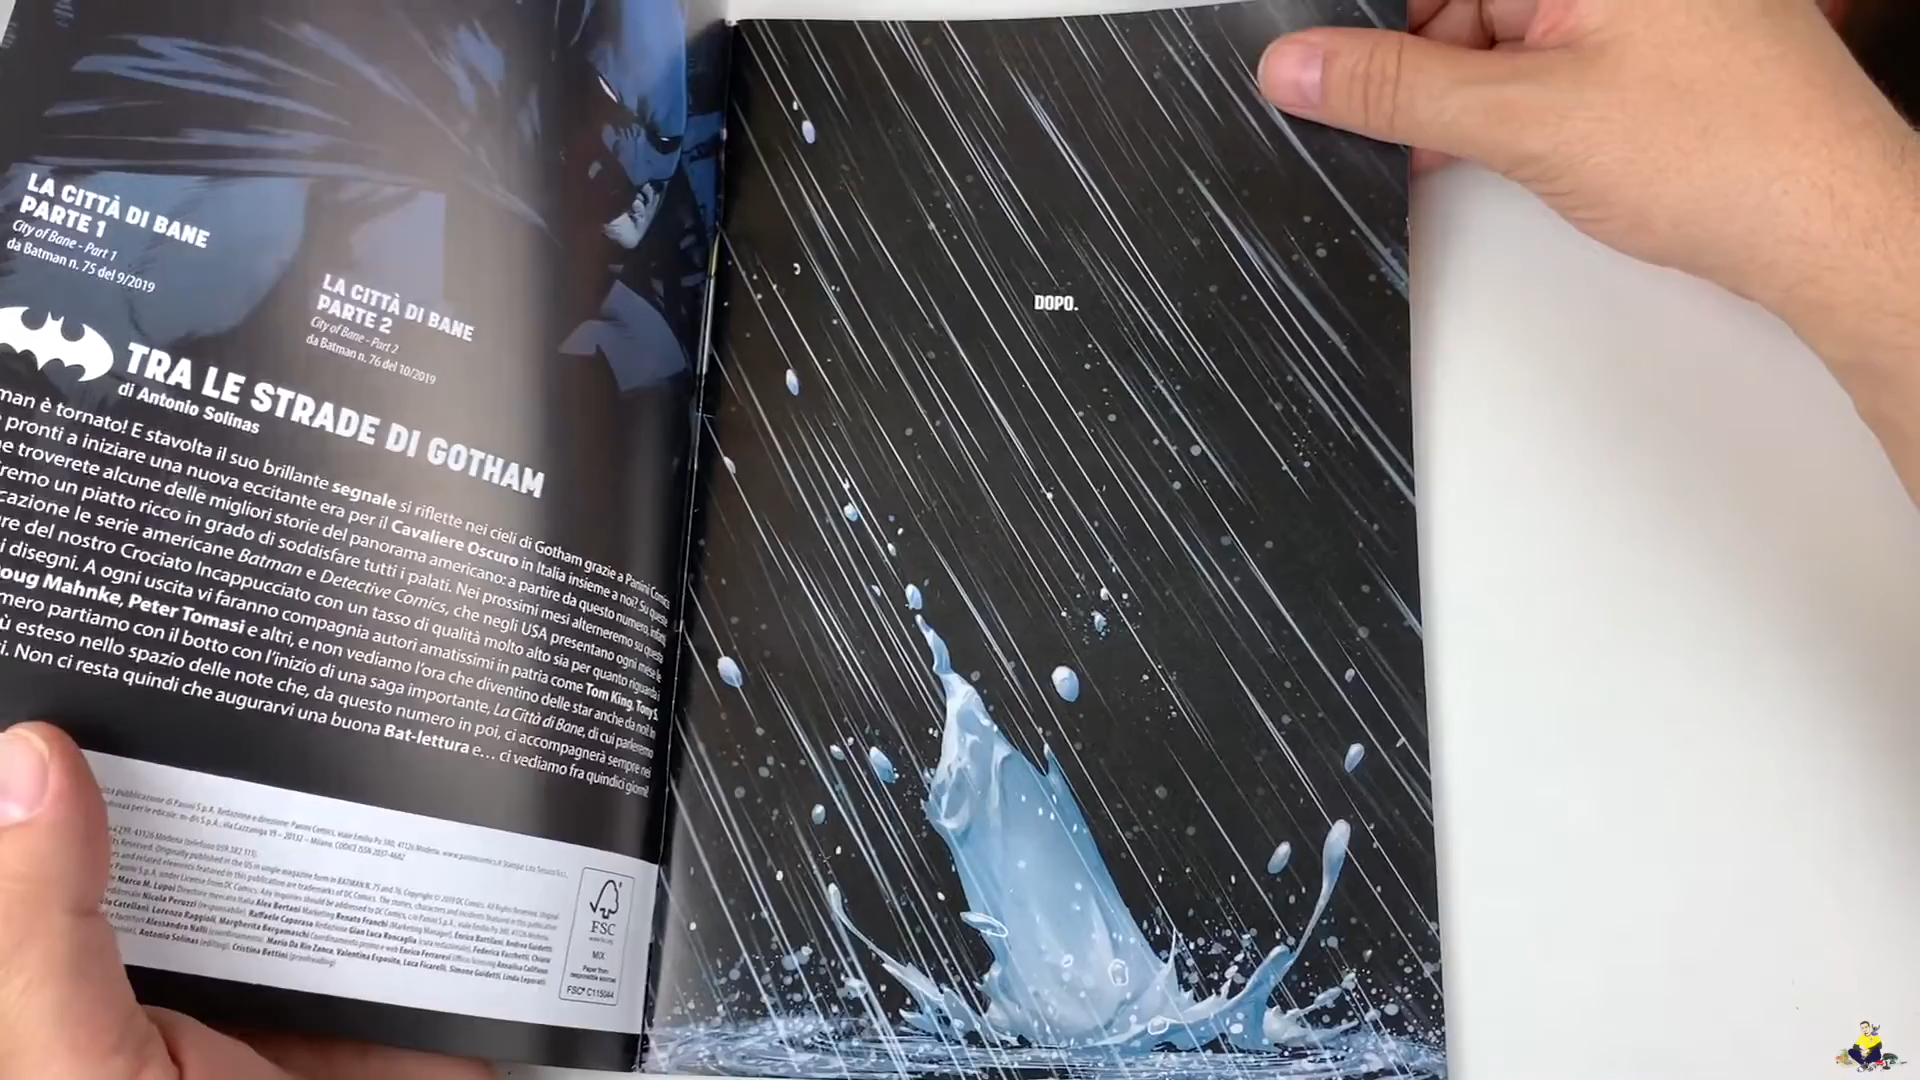 LA CITTÀ DI BANE
PARTE 1
City of Bane - Part 1
da Batman n. 75 del 9/2019
LA CITTÀ DI BANE
PARTE 2
City of Bane - Part 2
da Batman n. 76 del 10/2019
TRA LE STRADE DI GOTHAM
di Antonio Solinas
man è tornato! E stavolta il suo brillante segnale si riflette nei cieli di Gotham grazie a Panini Comics
pronti a iniziare una nuova eccitante era per il Cavaliere Oscuro in Italia insieme a noi? Su queste
e troverete alcune delle migliori storie del panorama americano: a partire da questo numero, infatti,
remo un piatto ricco in grado di soddisfare tutti i palati. Nei prossimi mesi alterneremo su questa
cazione le serie americane Batman e Detective Comics, che negli USA presentano ogni mese le
re del nostro Crociato Incappucciato con un tasso di qualità molto alto sia per quanto riguarda i
i disegni. A ogni uscita vi faranno compagnia autori amatissimi in patria come Tom King, Tony S.
oug Mahnke, Peter Tomasi e altri, e non vediamo l'ora che diventino delle star anche da noi! In
mero partiamo con il botto con l'inizio di una saga importante, La Città di Bane, di cui parleremo
ù esteso nello spazio delle note che, da questo numero in poi, ci accompagnerà sempre nei
i. Non ci resta quindi che augurarvi una buona Bat-lettura e... ci vediamo fra quindici giorni!
FSC
MIX
Paper from
responsible sources
FSC® C115044
DOPO.